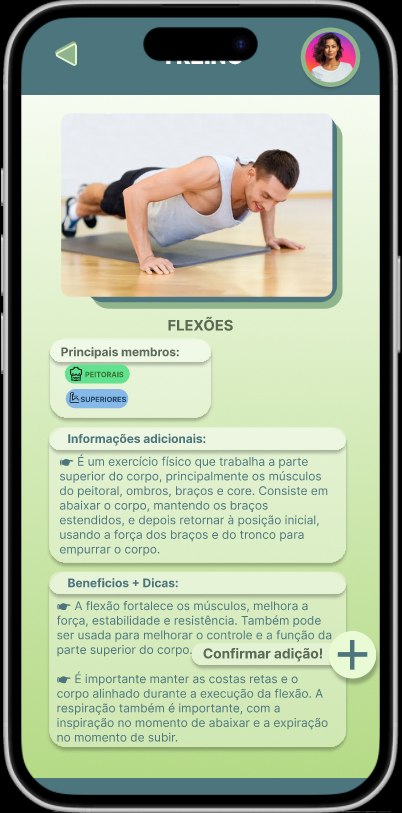 FLEXÕES
Principais membros:
PEITORAIS
SUPERIORES
Informações adicionais:
É um exercício físico que trabalha a parte
superior do corpo, principalmente os músculos
do peitoral, ombros, braços e core. Consiste em
abaixar o corpo, mantendo os braços
estendidos, e depois retornar à posição inicial,
usando a força dos braços e do tronco para
empurrar o corpo.
Beneficios + Dicas:
A flexão fortalece os músculos, melhora a
força, estabilidade e resistência. Também pode
ser usada para melhorar o controle e a função da
parte superior do corpo.
Confirmar adição!
É importante manter as costas retas e o
corpo alinhado durante a execução da flexão. A
respiração também é importante, com a
inspiração no momento de abaixar e a expiração
no momento de subir.